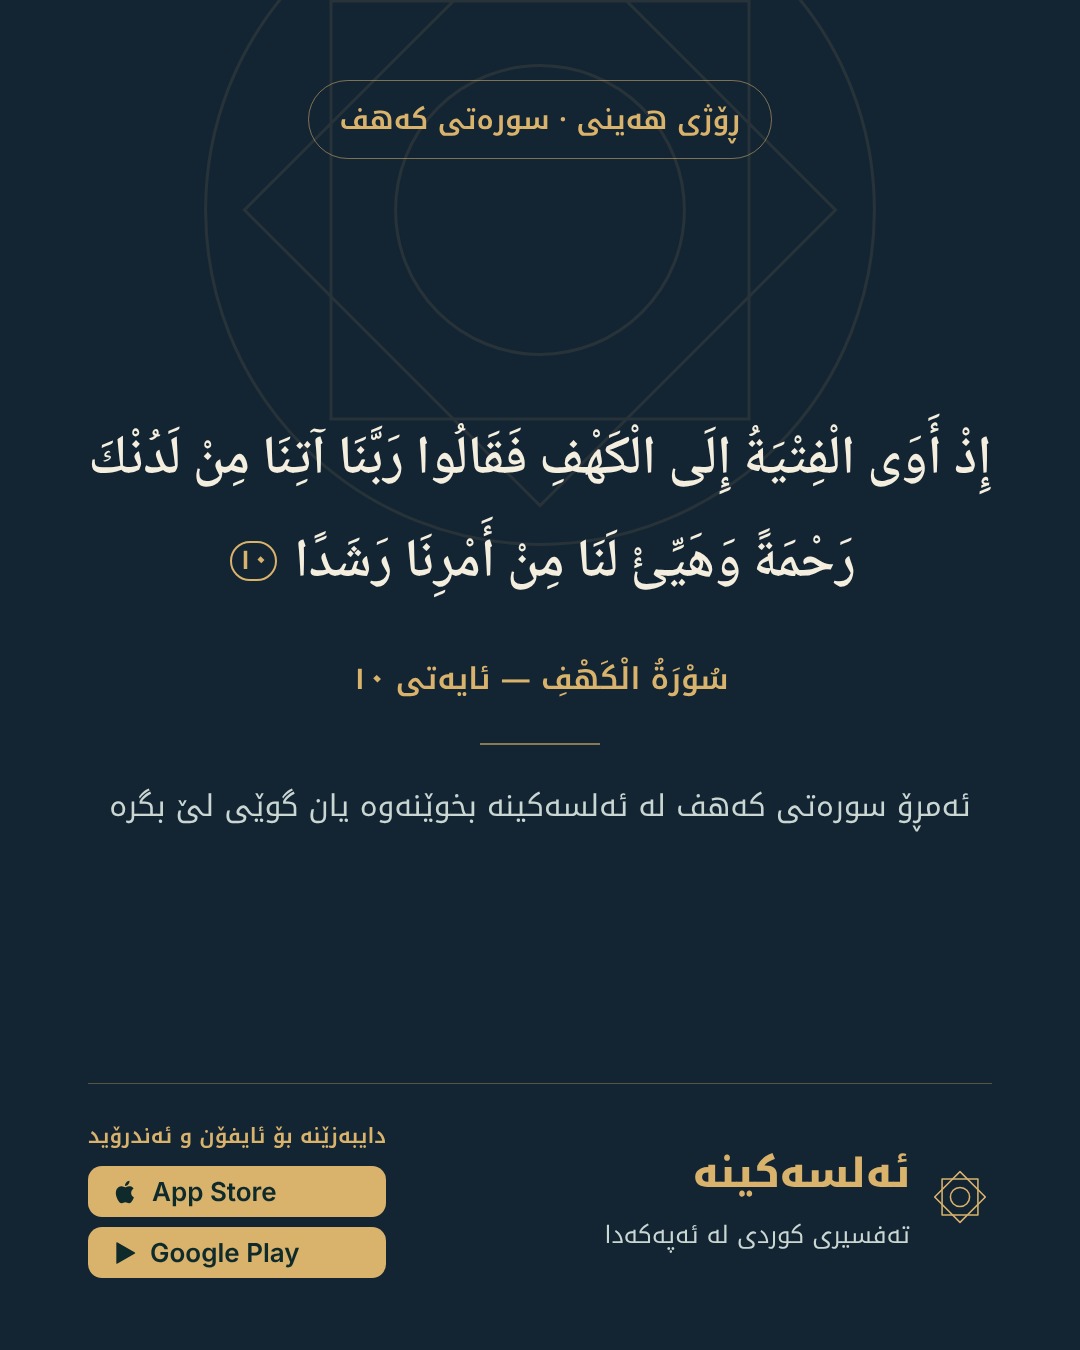 ڕۆژی هەینی · سورەتی کەهف
إِذْ أَوَى الْفِتْيَةُ إِلَى الْكَهْفِ فَقَالُوا رَبَّنَا آتِنَا مِنْ لَدُنْكَ
رَحْمَةً وَهَيِّئْ لَنَا مِنْ أَمْرِنَا رَشَدًا ١٠
سُوْرَةُ الْكَهْفِ — ئایەتی ١٠
ئەمڕۆ سورەتی کەهف لە ئەلسەکینە بخوێنەوە یان گوێی لێ بگرە
ئەلسەکینە
تەفسیری کوردی لە ئەپەکەدا
دایبەزێنە بۆ ئایفۆن و ئەندرۆید
App Store
Google Play